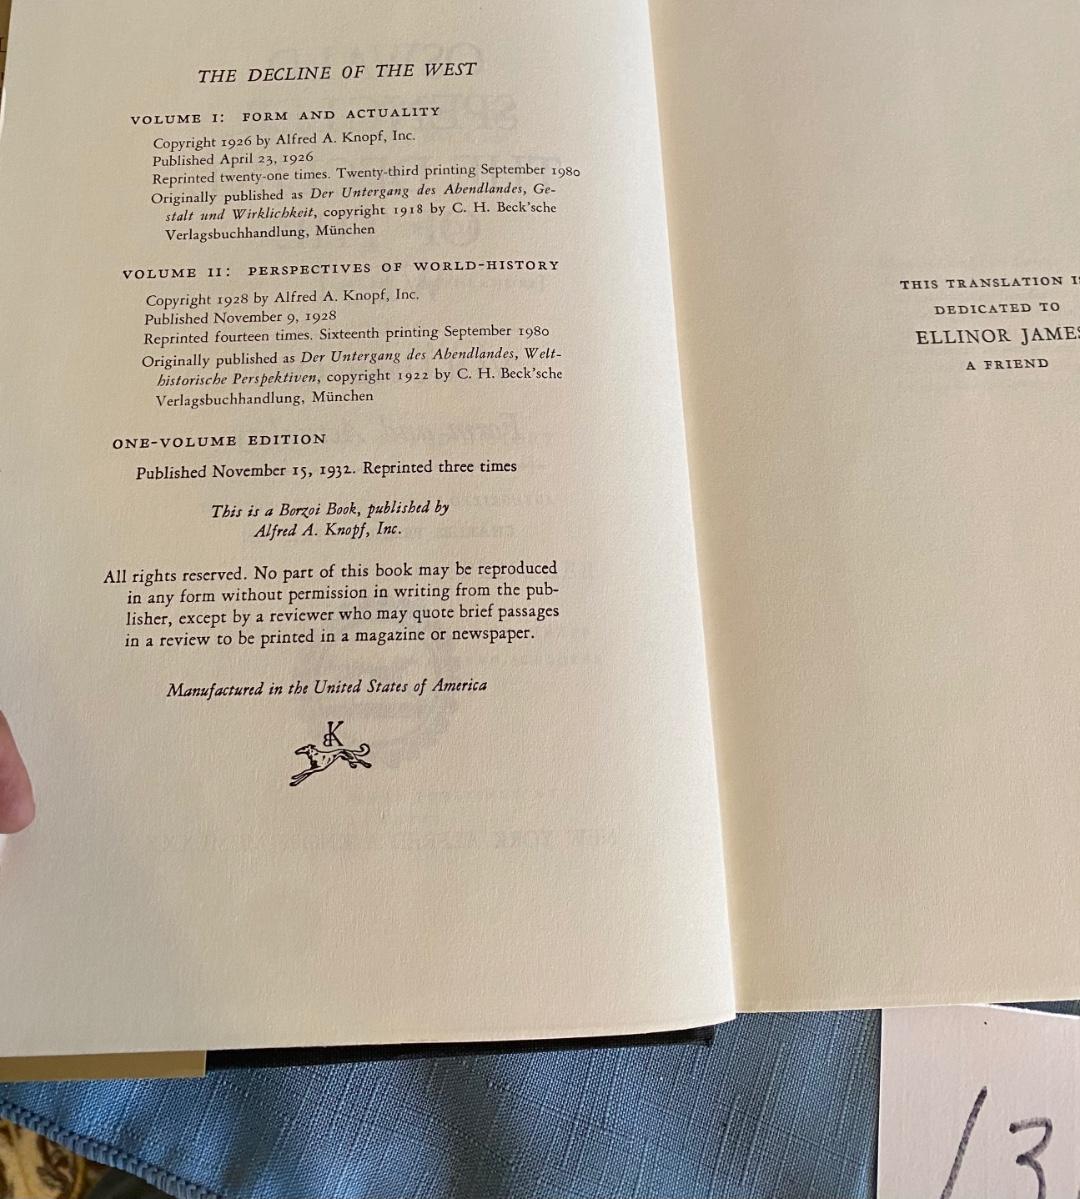 THE DECLINE OF THE WEST
VOLUME I: FORM AND ACTUALITY
Copyright 1926 by Alfred A. Knopf, Inc.
Published April 23, 1926
Reprinted twenty-one times. Twenty-third printing September 1980
Originally published as Der Untergang des Abendlandes, Ge-
stalt und Wirklichkeit, copyright 1918 by C. H. Beck'sche
Verlagsbuchhandlung, München
VOLUME II: PERSPECTIVES OF WORLD-HISTORY
Copyright 1928 by Alfred A. Knopf, Inc.
Published November 9, 1928
Reprinted fourteen times. Sixteenth printing September 1980
Originally published as Der Untergang des Abendlandes, Welt-
historische Perspektiven, copyright 1922 by C. H. Beck'sche
Verlagsbuchhandlung, München
ONE-VOLUME EDITION
Published November 15, 1932. Reprinted three times
This is a Borzoi Book, published by
Alfred A. Knopf, Inc.
All rights reserved. No part of this book may be reproduced
in any form without permission in writing from the pub-
lisher, except by a reviewer who may quote brief passages
in a review to be printed in a magazine or newspaper.
Manufactured in the United States of America
BK
THIS TRANSLATION IS
DEDICATED TO
ELLINOR JAMES
A FRIEND
13